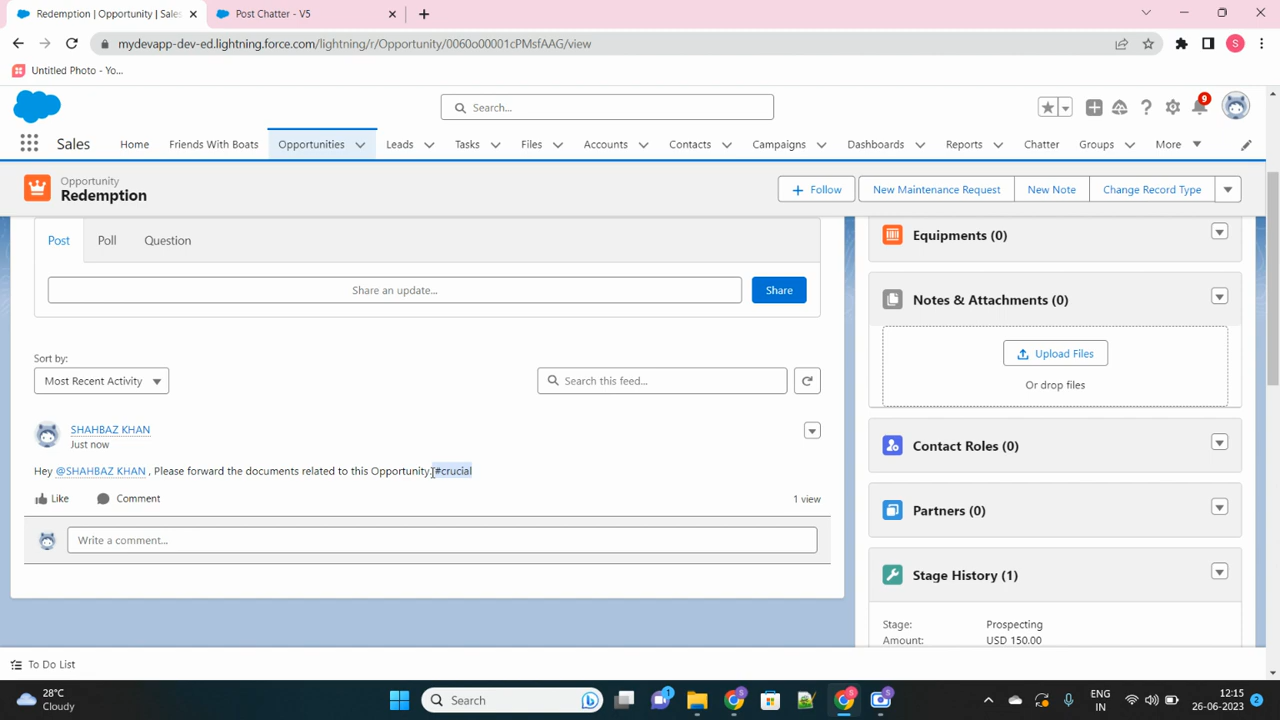 Redemption | Opportunity | Sales
Post Chatter - V5
mydevapp-dev-ed.lightning.force.com/lightning/r/Opportunity/0060c00001cPMsfAAG/view
S
Untitled Photo - Yo...
Search...
9
Sales
Home
Friends With Boats
Opportunities
Leads
Tasks
Files
Accounts
Contacts
Campaigns
Dashboards
Reports
Chatter
Groups
More
Opportunity
Redemption
Follow
New Maintenance Request
New Note
Change Record Type
Post
Poll
Question
Share an update...
Share
Sort by:
Most Recent Activity
Search this feed...
SHAHBAZ KHAN
Just now
Hey @SHAHBAZ KHAN , Please forward the documents related to this Opportunity. #crucial
Like
Comment
1 view
Write a comment...
Equipments (0)
Notes & Attachments (0)
Upload Files
Or drop files
Contact Roles (0)
Partners (0)
Stage History (1)
Stage:
Prospecting
Amount:
USD 150.00
To Do List
28°C
Cloudy
Search
1
ENG
IN
12:15
26-06-2023
2